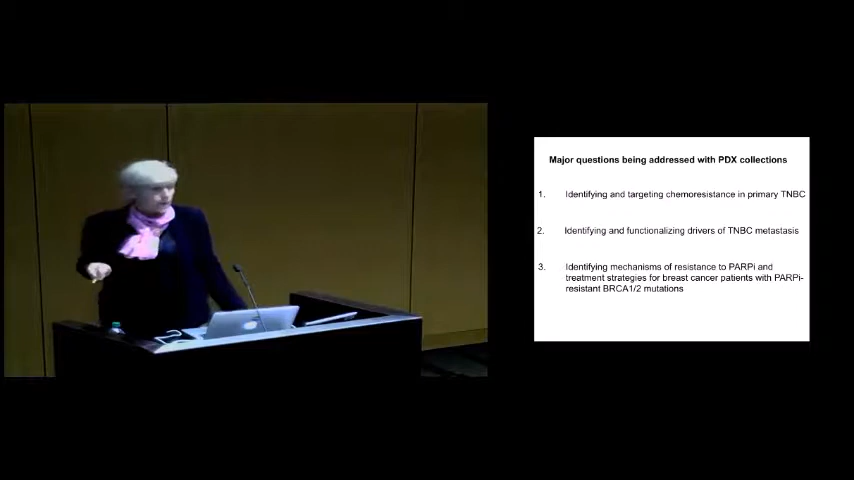 Major questions being addressed with PDX collections
1. Identifying and targeting chemoresistance in primary TNBC
2. Identifying and functionalizing drivers of TNBC metastasis
3. Identifying mechanisms of resistance to PARPi and
treatment strategies for breast cancer patients with PARPi-
resistant BRCA1/2 mutations